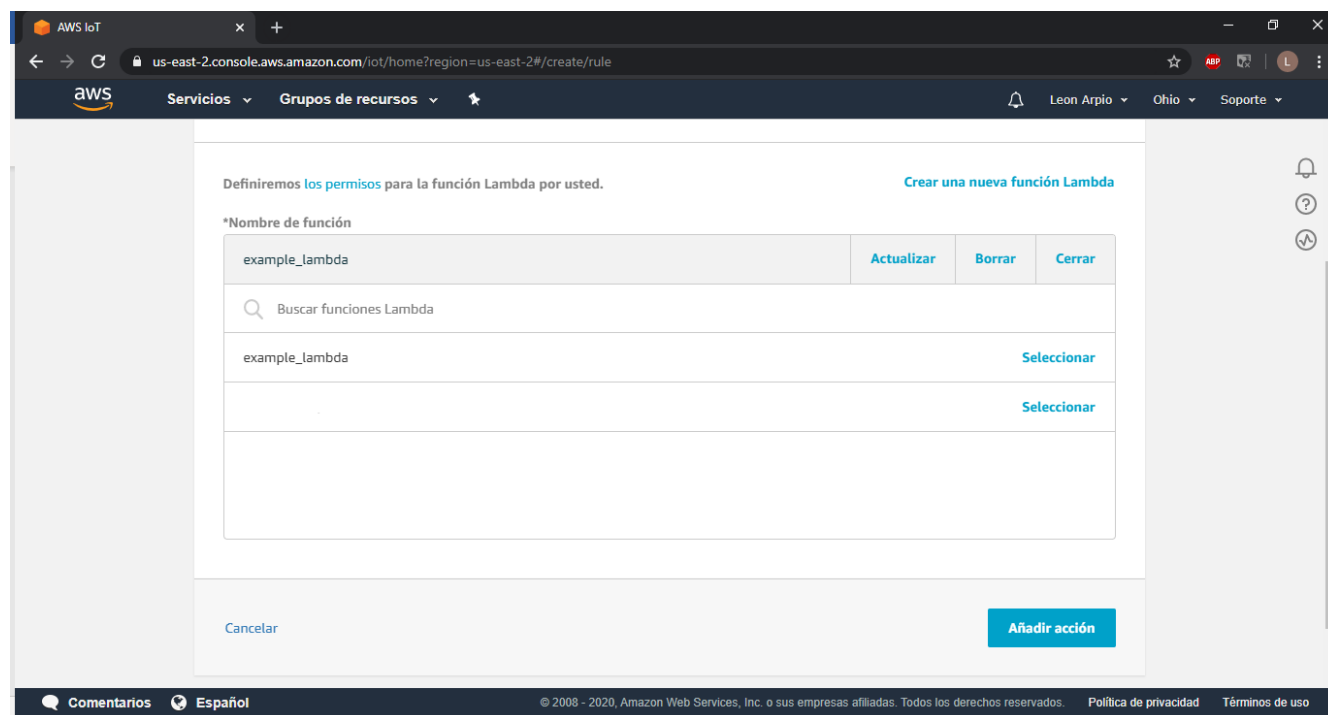 AWS IoT
us-east-2.console.aws.amazon.com/iot/home?region=us-east-2#/create/rule
ABP
L
aws Servicios Grupos de recursos Leon Arpio Ohio Soporte
Definiremos los permisos para la función Lambda por usted. Crear una nueva función Lambda
*Nombre de función
example_lambda Actualizar Borrar Cerrar
Buscar funciones Lambda
example_lambda Seleccionar
Seleccionar
Cancelar Añadir acción
Comentarios Español © 2008 - 2020, Amazon Web Services, Inc. o sus empresas afiliadas. Todos los derechos reservados. Política de privacidad Términos de uso